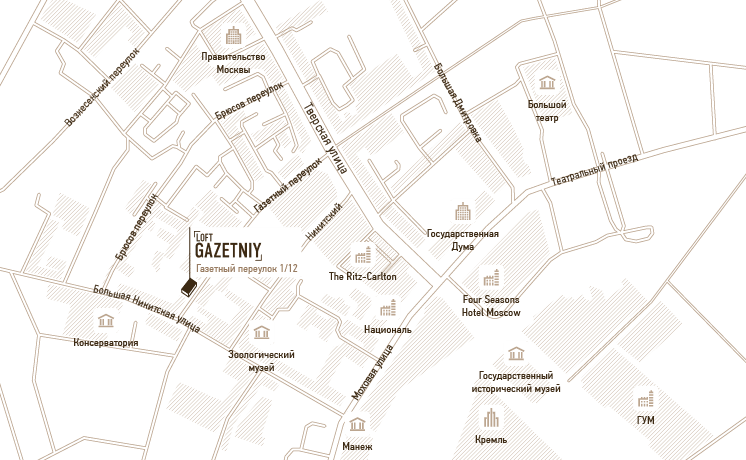 Правительство
Москвы
Вознесенский переулок
Брюсов переулок
Тверская улица
Большая Дмитровка
Большой
театр
Театральный проезд
Газетный переулок
Брюсов переулок
Никитский
LOFT
GAZETNIY
Газетный переулок 1/12
Государственная
Дума
The Ritz-Carlton
Four Seasons
Hotel Moscow
Большая Никитская улица
Националь
Консерватория
Зоологический
музей
Моховая улица
Государственный
исторический музей
ГУМ
Кремль
Манеж